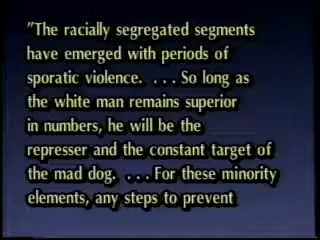 "The racially segregated segments
have emerged with periods of
sporatic violence. . . . So long as
the white man remains superior
in numbers, he will be the
represser and the constant target of
the mad dog. . . . For these minority
elements, any steps to prevent